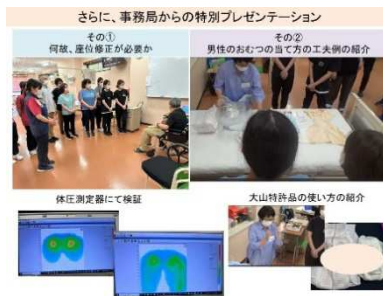 さらに、事務局からの特別プレゼンテーション
その①
何故、座位修正が必要か
その②
男性のおむつの当て方の工夫例の紹介
体圧測定器にて検証
大山特許品の使い方の紹介